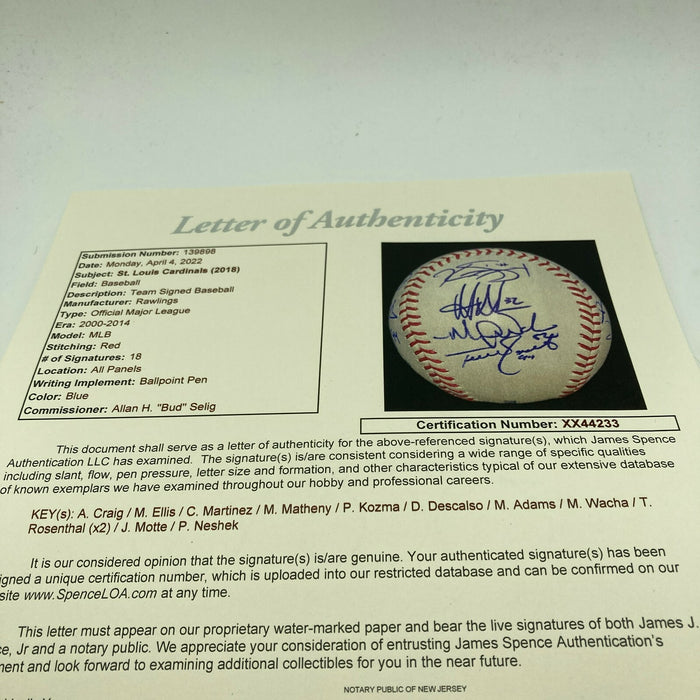 Letter of Authenticity
Submission Number: 139898
Date: Monday, April 4, 2022
Subject: St. Louis Cardinals (2018)
Field: Baseball
Description: Team Signed Baseball
Manufacturer: Rawlings
Type: Official Major League
Era: 2000-2014
Model: MLB
Stitching: Red
# of Signatures: 18
Location: All Panels
Writing Implement: Ballpoint Pen
Color: Blue
Commissioner: Allan H. "Bud" Selig
Certification Number: XX44233
This document shall serve as a letter of authenticity for the above-referenced signature(s), which James Spence
Authentication LLC has examined. The signature(s) is/are consistent considering a wide range of specific qualities
including slant, flow, pen pressure, letter size and formation, and other characteristics typical of our extensive database
of known exemplars we have examined throughout our hobby and professional careers.
KEY(s): A. Craig / M. Ellis / C. Martinez / M. Matheny / P. Kozma / D. Descalso / M. Adams / M. Wacha / T.
Rosenthal (x2) / J. Motte / P. Neshek
It is our considered opinion that the signature(s) is/are genuine. Your authenticated signature(s) has been
igned a unique certification number, which is uploaded into our restricted database and can be confirmed on our
site www.SpenceLOA.com at any time.
This letter must appear on our proprietary water-marked paper and bear the live signatures of both James J.
ce, Jr and a notary public. We appreciate your consideration of entrusting James Spence Authentication's
ment and look forward to examining additional collectibles for you in the near future.
NOTARY PUBLIC OF NEW JERSEY